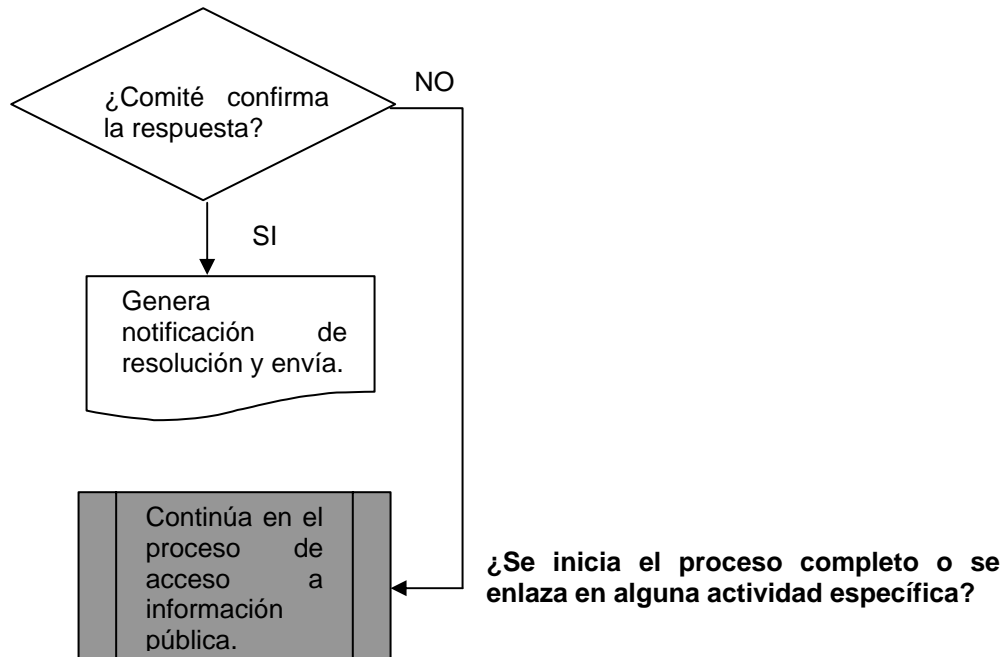 ¿Comité confirma
la respuesta?
NO
SI
Genera
notificación de
resolución y envía.
Continúa en el
proceso de
acceso a
información
pública.
¿Se inicia el proceso completo o se
enlaza en alguna actividad específica?